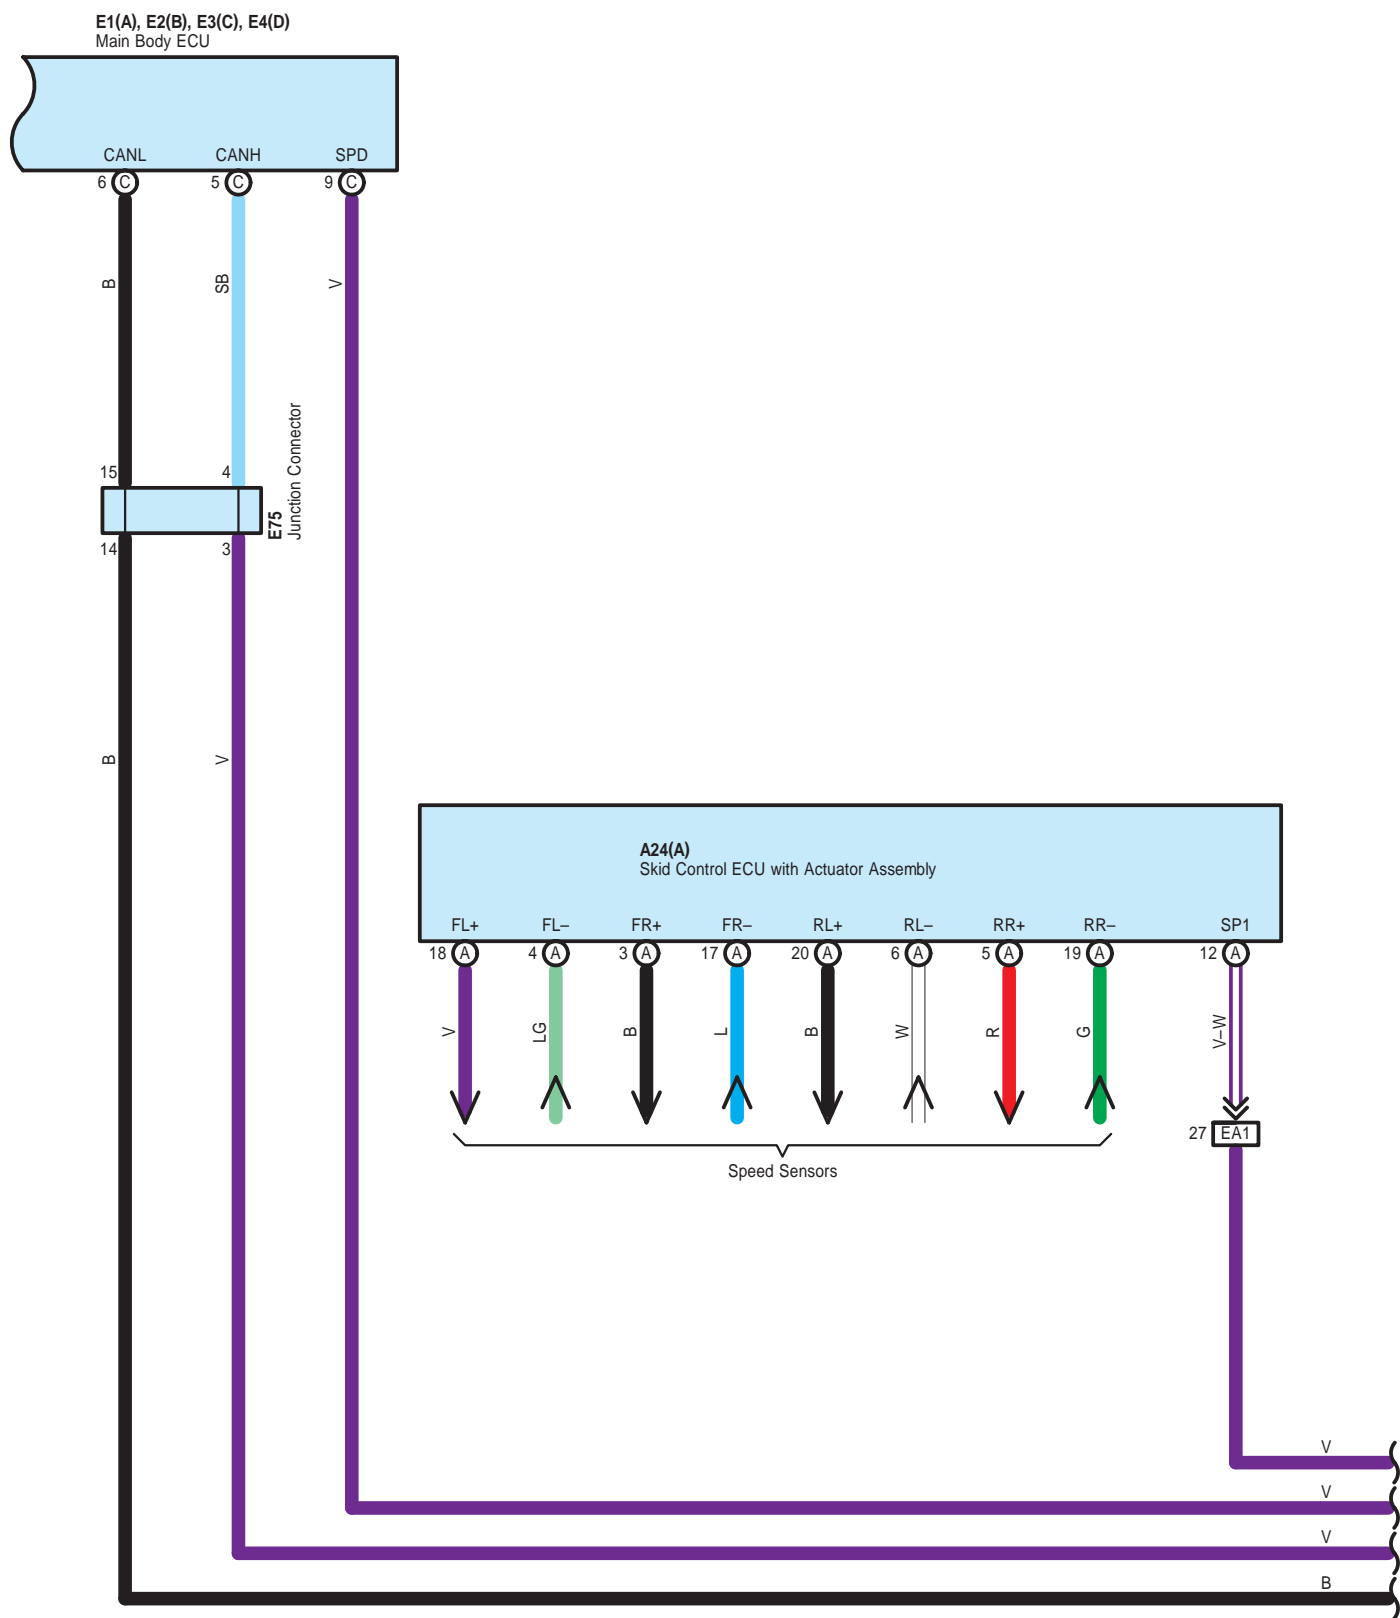 E1(A), E2(B), E3(C), E4(D)
Main Body ECU
CANL CANH SPD
6 C 5 C 9 C
B SB V
15 4
E75
Junction Connector
14 3
B V
A24(A)
Skid Control ECU with Actuator Assembly
FL+ FL– FR+ FR– RL+ RL– RR+ RR– SP1
18 A 4 A 3 A 17 A 20 A 6 A 5 A 19 A 12 A
V LG B L B W R G V–W
27 EA1
Speed Sensors
V
V
V
B